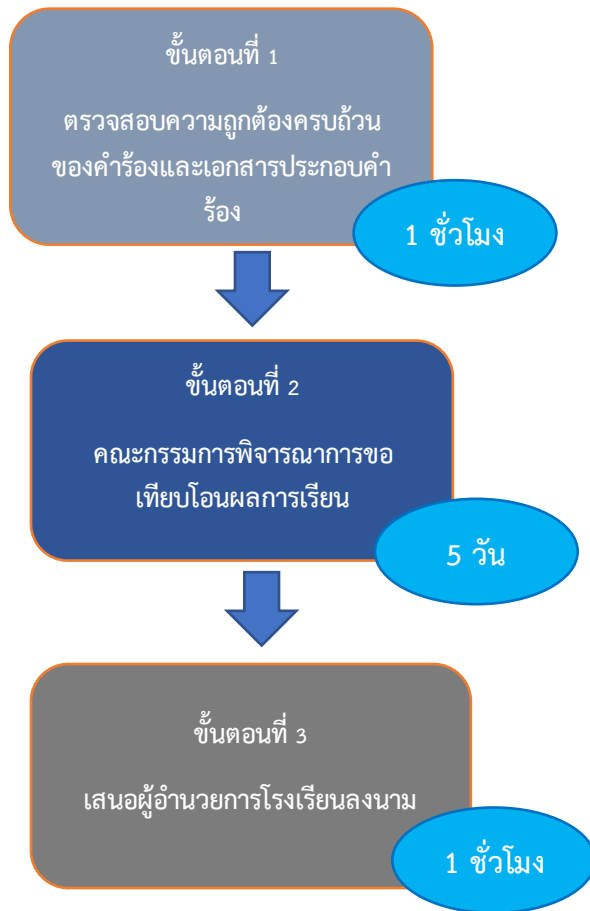 ขั้นตอนที่ 1
ตรวจสอบความถูกต้องครบถ้วน
ของคำร้องและเอกสารประกอบคำ
ร้อง
1 ชั่วโมง
ขั้นตอนที่ 2
คณะกรรมการพิจารณาการขอ
เทียบโอนผลการเรียน
5 วัน
ขั้นตอนที่ 3
เสนอผู้อำนวยการโรงเรียนลงนาม
1 ชั่วโมง